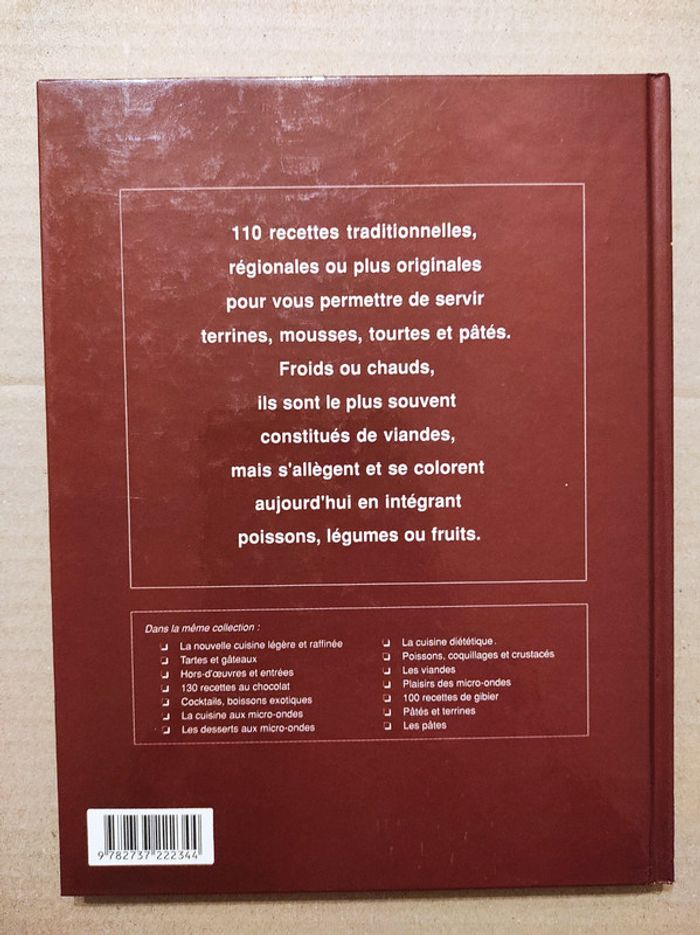 110 recettes traditionnelles,
régionales ou plus originales
pour vous permettre de servir
terrines, mousses, tourtes et pâtés.
Froids ou chauds,
ils sont le plus souvent
constitués de viandes,
mais s'allègent et se colorent
aujourd'hui en intégrant
poissons, légumes ou fruits.
Dans la même collection :
La nouvelle cuisine légère et raffinée
Tartes et gâteaux
Hors-d'œuvres et entrées
130 recettes au chocolat
Cocktails, boissons exotiques
La cuisine aux micro-ondes
Les desserts aux micro-ondes
La cuisine diététique.
Poissons, coquillages et crustacés
Les viandes
Plaisirs des micro-ondes
100 recettes de gibier
Pâtés et terrines
Les pâtes
9 782737 222344